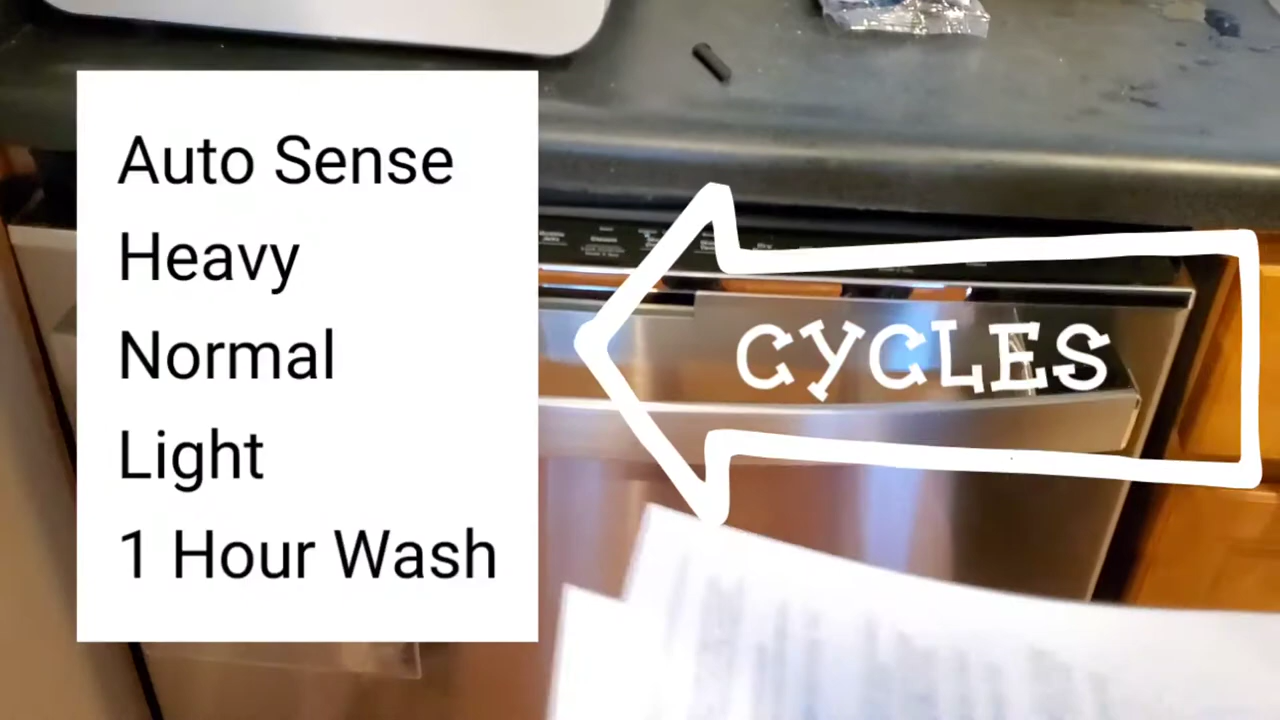 Auto Sense
Heavy
Normal
Light
1 Hour Wash
CYCLES